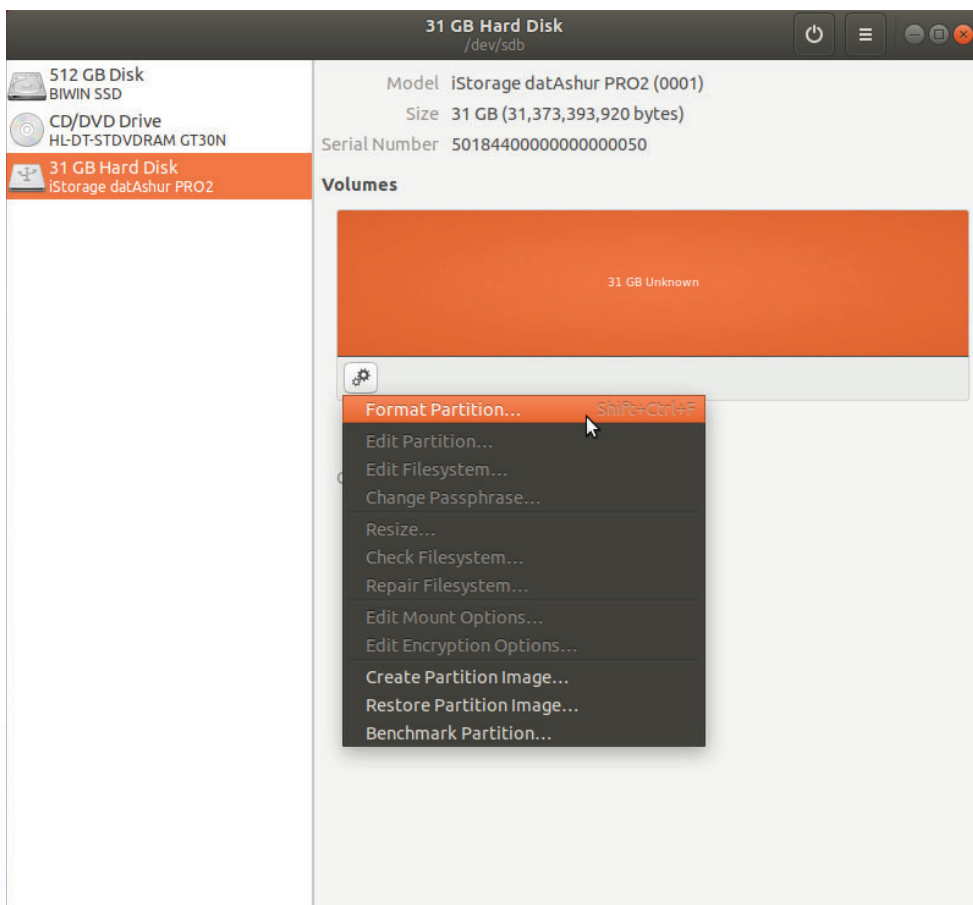 31 GB Hard Disk
/dev/sdb
512 GB Disk
BIWIN SSD
CD/DVD Drive
HL-DT-STDVDRAM GT30N
31 GB Hard Disk
iStorage datAshur PRO2
Model iStorage datAshur PRO2 (0001)
Size 31 GB (31,373,393,920 bytes)
Serial Number 50184400000000000050
Volumes
31 GB Unknown
Format Partition... Shift+Ctrl+F
Edit Partition...
Edit Filesystem...
Change Passphrase...
Resize...
Check Filesystem...
Repair Filesystem...
Edit Mount Options...
Edit Encryption Options...
Create Partition Image...
Restore Partition Image...
Benchmark Partition...